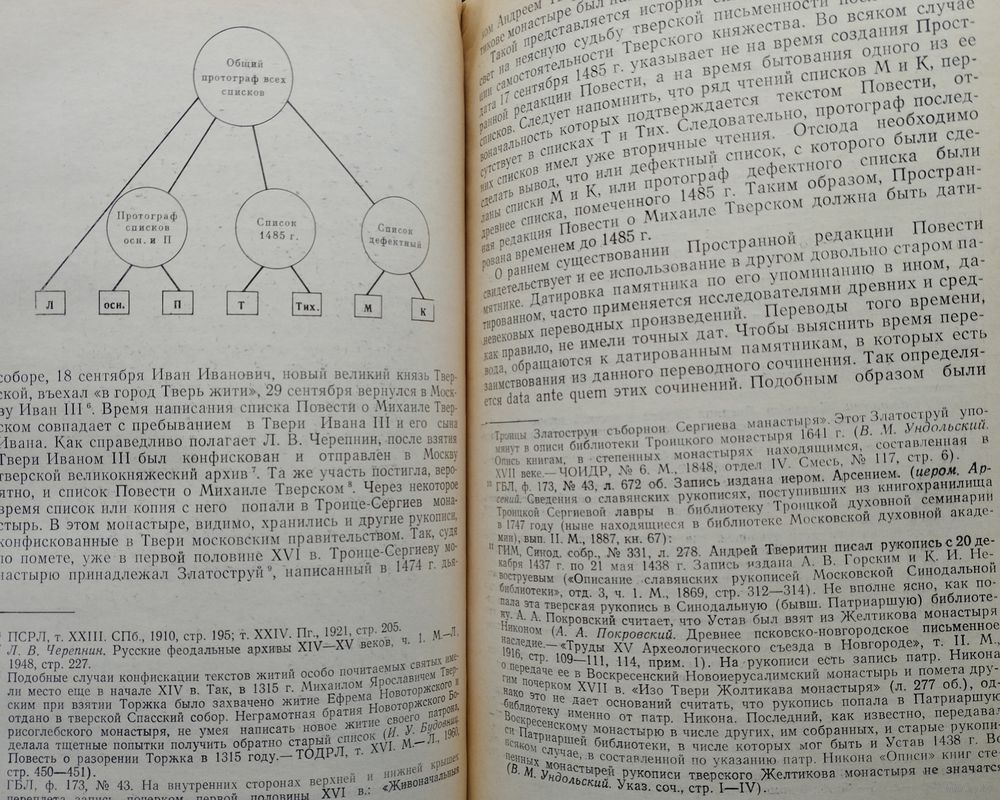 Общий
протограф всех
списков
Протограф
списков
осн. и П
Список
1485 г.
Список
дефектный
Л
осн.
П
Т
Тих.
М
К
соборе, 18 сентября Иван Иванович, новый великий князь Твер-
ской, въехал «в город Тверь жити», 29 сентября вернулся в Моск-
ву Иван III⁶. Время написания списка Повести о Михаиле Твер-
ском совпадает с пребыванием в Твери Ивана III и его сына
Ивана. Как справедливо полагает Л. В. Черепнин, после взятия
Твери Иваном III был конфискован и отправлен в Москву
тверской великокняжеский архив⁷. Та же участь постигла, веро-
ятно, и список Повести о Михаиле Тверском⁸. Через некоторое
время список или копия с него попали в Троице-Сергиев мона-
стырь. В этом монастыре, видимо, хранились и другие рукописи,
конфискованные в Твери московским правительством. Так, судя
по помете, уже в первой половине XVI в. Троице-Сергиеву мо-
настырю принадлежал Златоструй⁹, написанный в 1474 г. дья-
ПСРЛ, т. XXIII. СПб., 1910, стр. 195; т. XXIV. Пг., 1921, стр. 205.
Л. В. Черепнин. Русские феодальные архивы XIV—XV веков, ч. 1. М.—Л.,
1948, стр. 227.
Подобные случаи конфискации текстов житий особо почитаемых святых име-
ли место еще в начале XIV в. Так, в 1315 г. Михаилом Ярославичем Твер-
ским при взятии Торжка было захвачено житие Ефрема Новоторжского и
отдано в тверской Спасский собор. Неграмотная братия Новоторжского Бо-
рисоглебского монастыря, не умея написать новое житие своего патрона,
делала тщетные попытки получить обратно старый список (И. У. Будовниц.
Повесть о разорении Торжка в 1315 году.— ТОДРЛ, т. XVI. М.—Л., 1960,
стр. 450—451).
ГБЛ, ф. 173, № 43. На внутренних сторонах верхней и нижней крышек
переплета запись почерком первой половины XVI в.: «Живоначальныя
ком Андреем
тикове монастыре был
Такой представляется история
свет на неясную судьбу тверской письменности
ции самостоятельности Тверского княжества. Во всяком случае
дата 17 сентября 1485 г. указывает не на время создания Прост-
ранной редакции Повести, а на время бытования одного из ее
списков. Следует напомнить, что ряд чтений списков М и К, пер-
воначальность которых подтверждается текстом Повести, от-
сутствует в списках Т и Тих. Следовательно, протограф послед-
них списков имел уже вторичные чтения. Отсюда необходимо
сделать вывод, что или дефектный список, с которого были сде-
ланы списки М и К, или протограф дефектного списка были
древнее списка, помеченного 1485 г. Таким образом, Простран-
ная редакция Повести о Михаиле Тверском должна быть дати-
рована временем до 1485 г.
О раннем существовании Пространной редакции Повести
свидетельствует и ее использование в другом довольно старом па-
мятнике. Датировка памятника по его упоминанию в ином, да-
тированном, часто применяется исследователями древних и сред-
невековых переводных произведений. Переводы того времени,
как правило, не имели точных дат. Чтобы выяснить время пере-
вода, обращаются к датированным памятникам, в которых есть
заимствования из данного переводного сочинения. Так определя-
ется data ante quem этих сочинений. Подобным образом были
Троицы Златоструи съборнои Сергиева манастыря». Этот Златоструй упо-
мянут в описи библиотеки Троицкого монастыря 1641 г. (В. М. Ундольский.
Опись книгам, в степенных монастырях находящимся, составленная в
XVII веке.— ЧОИДР, № 6. М., 1848, отдел IV. Смесь, № 117, стр. 6).
ГБЛ, ф. 173, № 43, л. 672 об. Запись издана иером. Арсением. (иером. Ар-
сений. Сведения о славянских рукописях, поступивших из книгохранилища
Троицкой Сергиевой лавры в библиотеку Троицкой духовной семинарии
в 1747 году (ныне находящиеся в библиотеке Московской духовной акаде-
мии), вып. II. М., 1887, кн. 67):
¹¹ ГИМ, Синод. собр., № 331, л. 278. Андрей Тверитин писал рукопись с 20 де-
кабря 1437 г. по 21 мая 1438 г. Запись издана А. В. Горским и К. И. Не-
воструевым («Описание славянских рукописей Московской Синодальной
библиотеки», отд. 3, ч. 1. М., 1869, стр. 312—314). Не вполне ясно, как по-
пала эта тверская рукопись в Синодальную (бывш. Патриаршую) библиоте-
ку. А. А. Покровский считает, что Устав был взят из Желтикова монастыря
Никоном (А. А. Покровский. Древнее псковско-новгородское письменное
наследие.— «Труды XV Археологического съезда в Новгороде», т. II. М.,
1916, стр. 109—111, 114, прим. 1). На рукописи есть запись патр. Никона
о передаче ее в Воскресенский Новоиерусалимский монастырь и помета дру-
гим почерком XVII в. «Изо Твери Жолтикава манастыря» (л. 277 об.), од-
нако это не дает оснований считать, что рукопись попала в Патриаршую
библиотеку именно от патр. Никона. Последний, как известно, передавал
Воскресенскому монастырю в числе других, им собранных, и старые рукопи-
си Патриаршей библиотеки, в числе которых мог быть и Устав 1438 г. Во
всяком случае, в составленной по указанию патр. Никона «Описи» книг сте-
пенных монастырей рукописи тверского Желтикова монастыря не значатся
(В. М. Ундольский. Указ. соч., стр. I—IV).